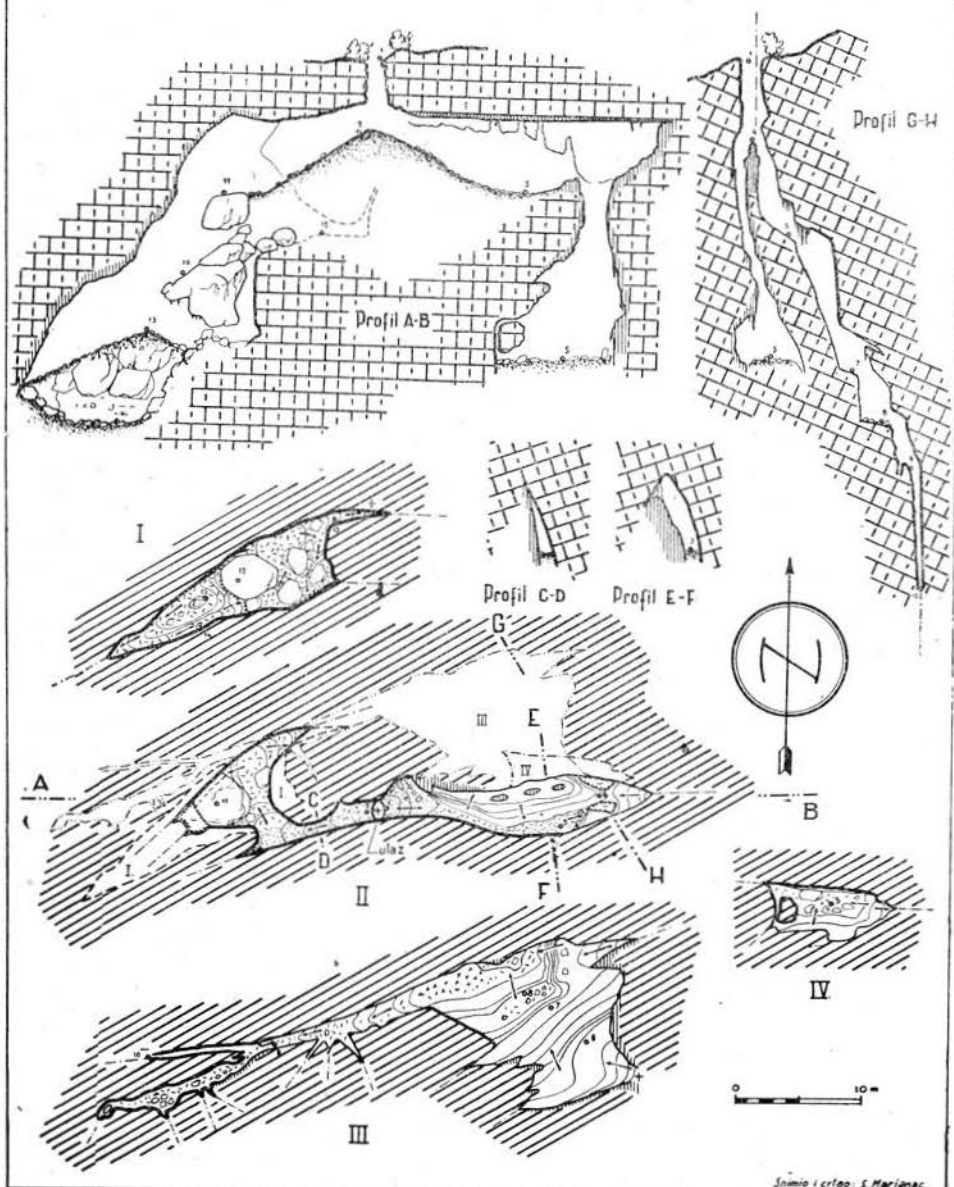 Profil G-H
Profil A-B
Profil C-D
Profil E-F
I
G
III
E
IV
A
B
I
C
D
ulaz
I
II
F
H
IV
III
0 10 m
Snimio i crtao: S. Marjanac